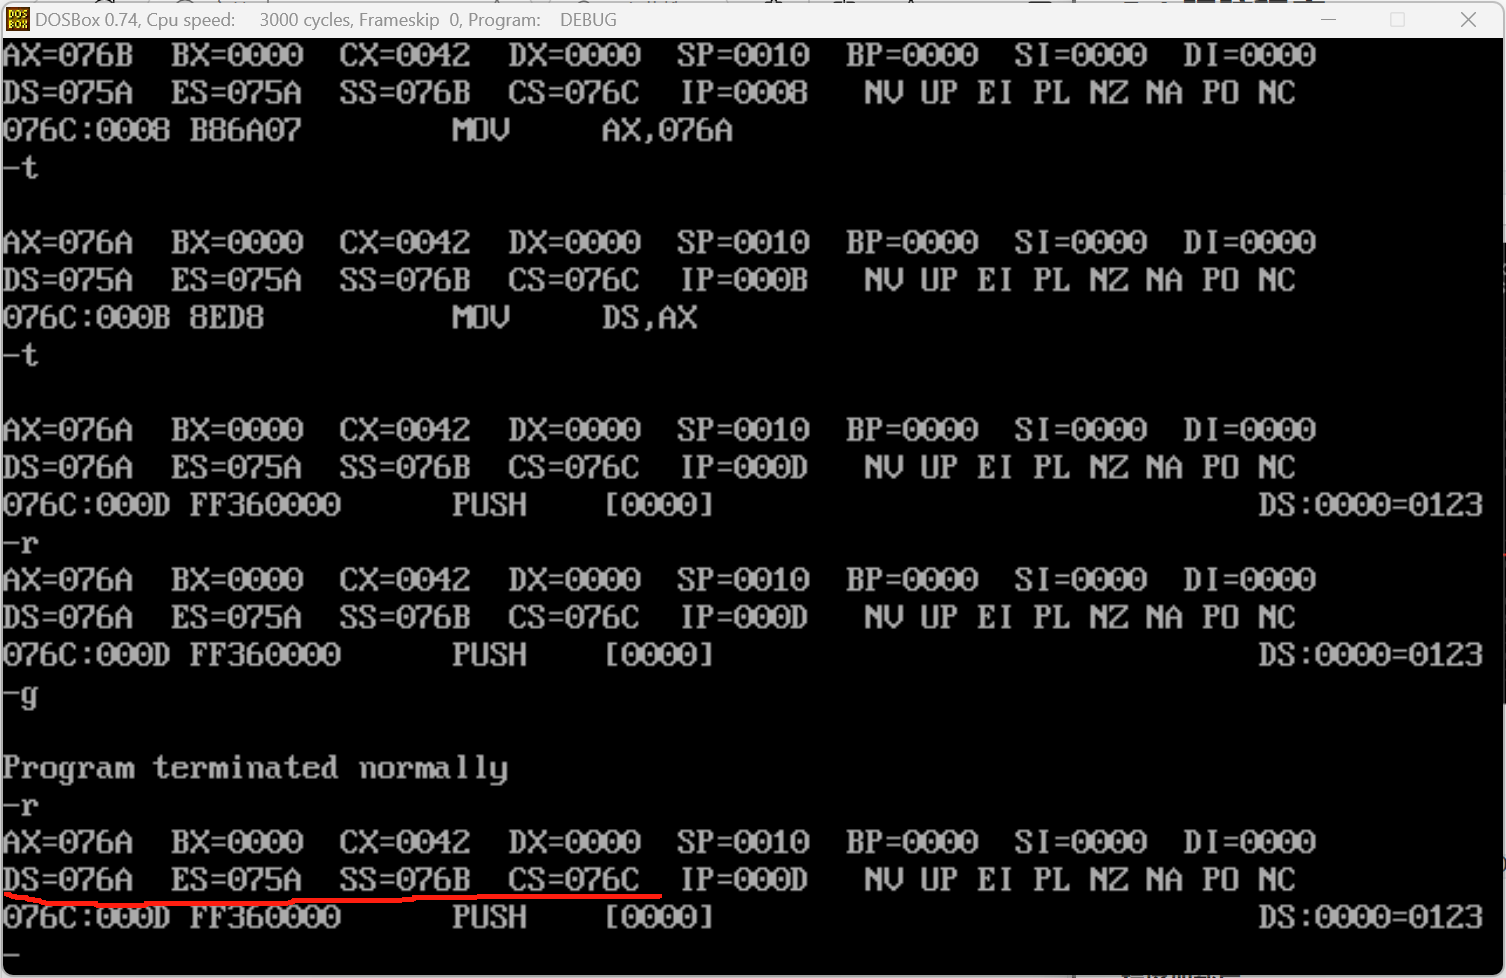 DOSBox 0.74, Cpu speed: 3000 cycles, Frameskip 0, Program: DEBUG
AX=076B BX=0000 CX=0042 DX=0000 SP=0010 BP=0000 SI=0000 DI=0000
DS=075A ES=075A SS=076B CS=076C IP=0008 NV UP EI PL NZ NA PO NC
076C:0008 B86A07 MOV AX,076A
-t
AX=076A BX=0000 CX=0042 DX=0000 SP=0010 BP=0000 SI=0000 DI=0000
DS=075A ES=075A SS=076B CS=076C IP=000B NV UP EI PL NZ NA PO NC
076C:000B 8ED8 MOV DS,AX
-t
AX=076A BX=0000 CX=0042 DX=0000 SP=0010 BP=0000 SI=0000 DI=0000
DS=076A ES=075A SS=076B CS=076C IP=000D NV UP EI PL NZ NA PO NC
076C:000D FF360000 PUSH [0000] DS:0000=0123
-r
AX=076A BX=0000 CX=0042 DX=0000 SP=0010 BP=0000 SI=0000 DI=0000
DS=076A ES=075A SS=076B CS=076C IP=000D NV UP EI PL NZ NA PO NC
076C:000D FF360000 PUSH [0000] DS:0000=0123
-g
Program terminated normally
-r
AX=076A BX=0000 CX=0042 DX=0000 SP=0010 BP=0000 SI=0000 DI=0000
DS=076A ES=075A SS=076B CS=076C IP=000D NV UP EI PL NZ NA PO NC
076C:000D FF360000 PUSH [0000] DS:0000=0123
-